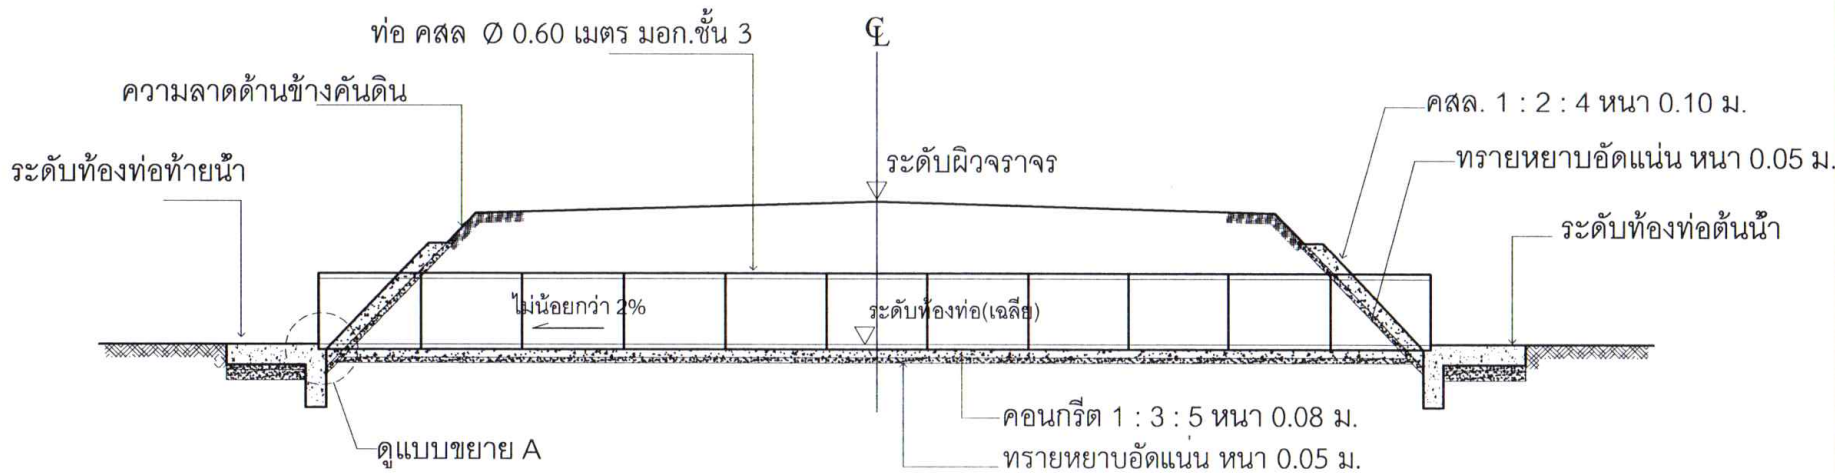 ท่อ คสล Ø 0.60 เมตร มอก.ชั้น 3
℄
ความลาดด้านข้างคันดิน
คสล. 1 : 2 : 4 หนา 0.10 ม.
ระดับท้องท่อท้ายน้ำ
ระดับผิวจราจร
ทรายหยาบอัดแน่น หนา 0.05 ม.
ระดับท้องท่อต้นน้ำ
ไม่น้อยกว่า 2%
ระดับท้องท่อ(เฉลี่ย)
คอนกรีต 1 : 3 : 5 หนา 0.08 ม.
ดูแบบขยาย A
ทรายหยาบอัดแน่น หนา 0.05 ม.